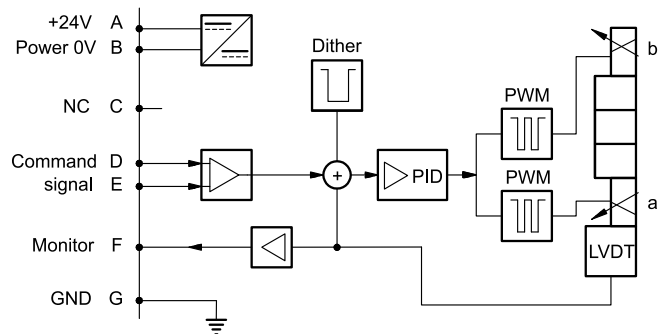 +24V A
Power 0V B
Dither
b
PWM
NC C
Command D
signal E
PID
PWM
a
Monitor F
LVDT
GND G